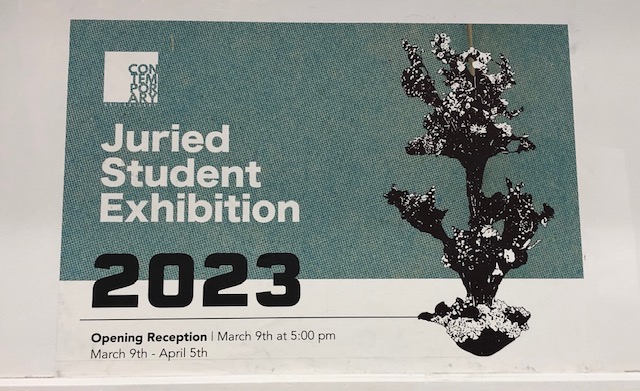 CON
TEM
POR
ARY
Juried
Student
Exhibition
2023
Opening Reception | March 9th at 5:00 pm
March 9th - April 5th